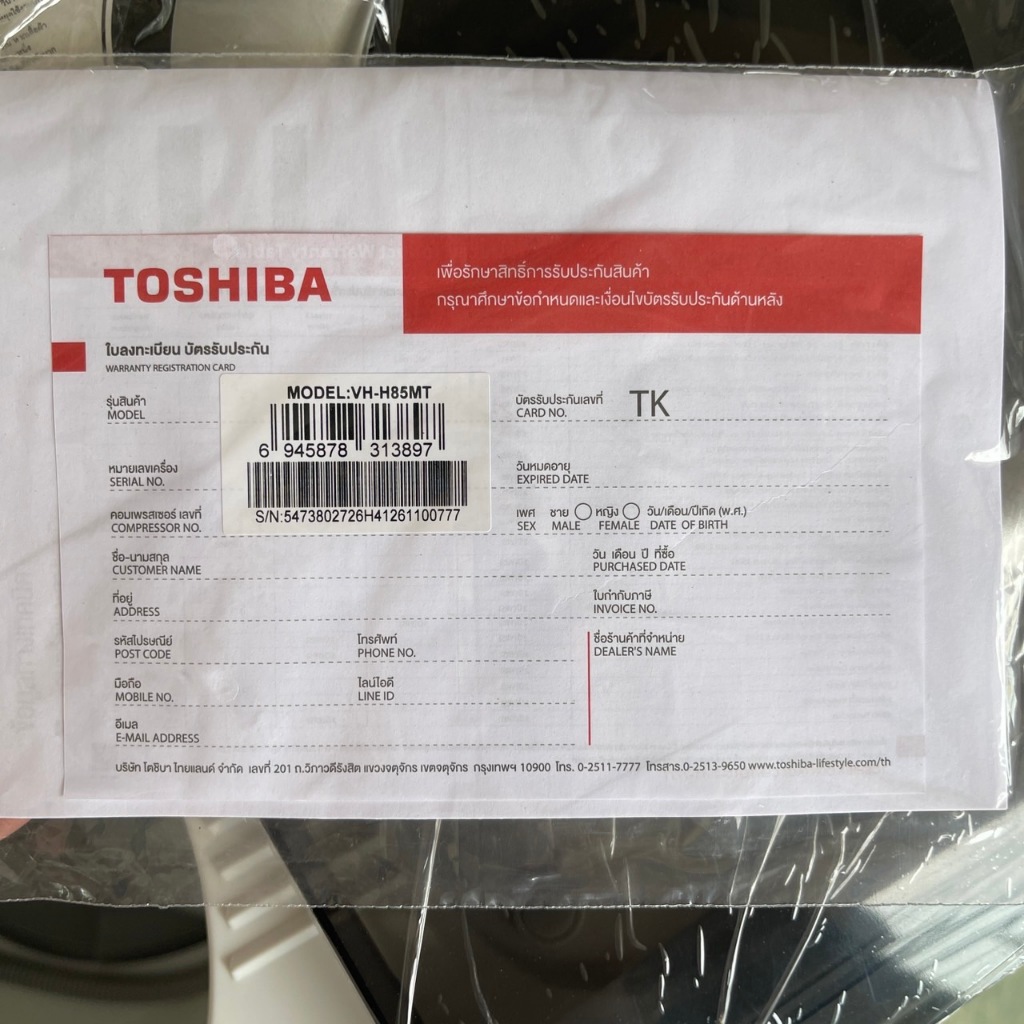 TOSHIBA
เพื่อรักษาสิทธิ์การรับประกันสินค้า
กรุณาศึกษาข้อกำหนดและเงื่อนไขบัตรรับประกันด้านหลัง
ใบลงทะเบียน บัตรรับประกัน
WARRANTY REGISTRATION CARD
รุ่นสินค้า
MODEL
MODEL:VH-H85MT
6 945878 313897
S/N:5473802726H41261100777
บัตรรับประกันเลขที่
CARD NO. TK
หมายเลขเครื่อง
SERIAL NO.
วันหมดอายุ
EXPIRED DATE
คอมเพรสเซอร์ เลขที่
COMPRESSOR NO.
เพศ ชาย หญิง วัน/เดือน/ปีเกิด (พ.ศ.)
SEX MALE FEMALE DATE OF BIRTH
ชื่อ-นามสกุล
CUSTOMER NAME
วัน เดือน ปี ที่ซื้อ
PURCHASED DATE
ที่อยู่
ADDRESS
ใบกำกับภาษี
INVOICE NO.
รหัสไปรษณีย์ โทรศัพท์
POST CODE PHONE NO.
ชื่อร้านค้าที่จำหน่าย
DEALER'S NAME
มือถือ ไลน์ไอดี
MOBILE NO. LINE ID
อีเมล
E-MAIL ADDRESS
บริษัท โตชิบา ไทยแลนด์ จำกัด เลขที่ 201 ถ.วิภาวดีรังสิต แขวงจตุจักร เขตจตุจักร กรุงเทพฯ 10900 โทร. 0-2511-7777 โทรสาร.0-2513-9650 www.toshiba-lifestyle.com/th